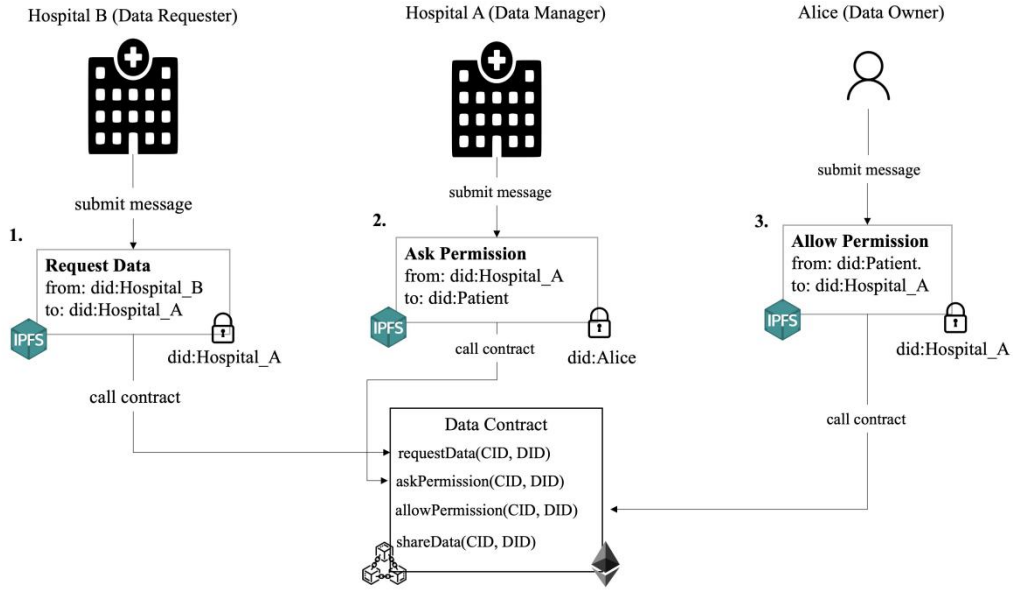 Hospital B (Data Requester)
Hospital A (Data Manager)
Alice (Data Owner)
submit message
submit message
submit message
1.
Request Data
from: did:Hospital_B
to: did:Hospital_A
IPFS
did:Hospital_A
call contract
2.
Ask Permission
from: did:Hospital_A
to: did:Patient
IPFS
did:Alice
call contract
3.
Allow Permission
from: did:Patient.
to: did:Hospital_A
IPFS
did:Hospital_A
call contract
Data Contract
requestData(CID, DID)
askPermission(CID, DID)
allowPermission(CID, DID)
shareData(CID, DID)